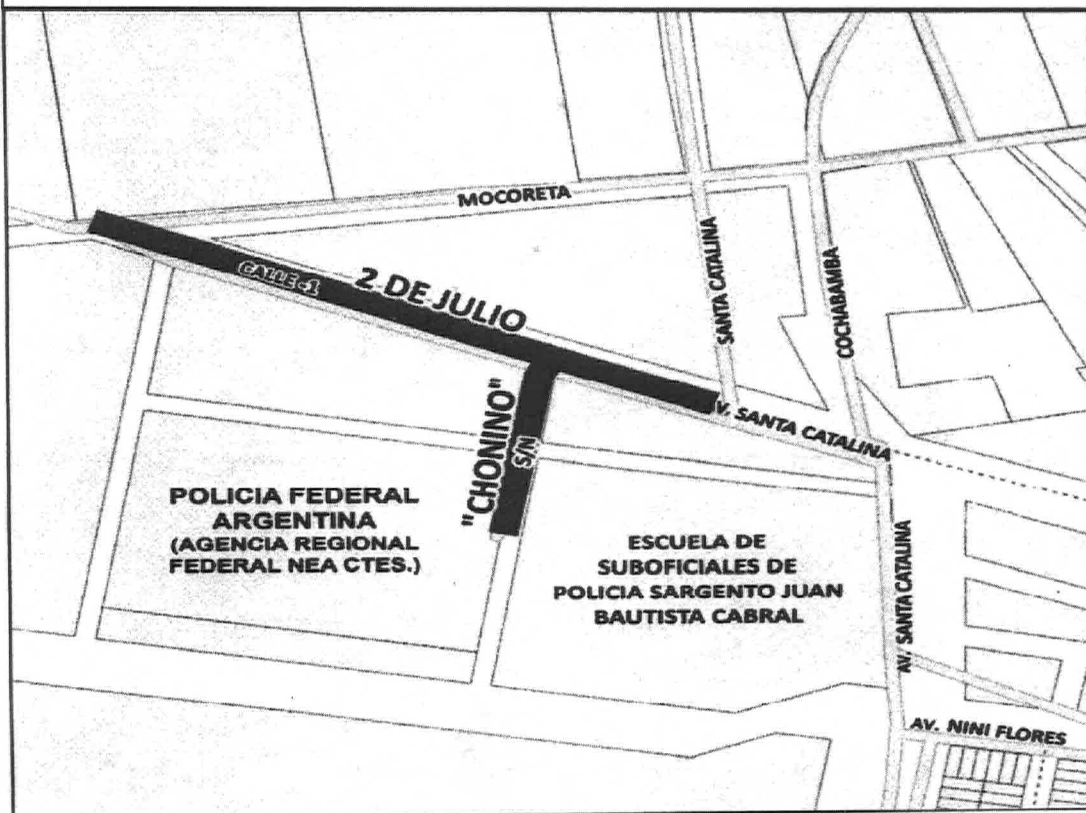 MOCORETA
CALLE -1
2 DE JULIO
SANTA CATALINA
COCHABAMBA
V. SANTA CATALINA
"CHONINO"
S/N
POLICIA FEDERAL
ARGENTINA
(AGENCIA REGIONAL
FEDERAL NEA CTES.)
ESCUELA DE
SUBOFICIALES DE
POLICIA SARGENTO JUAN
BAUTISTA CABRAL
AV. SANTA CATALINA
AV. NINI FLORES